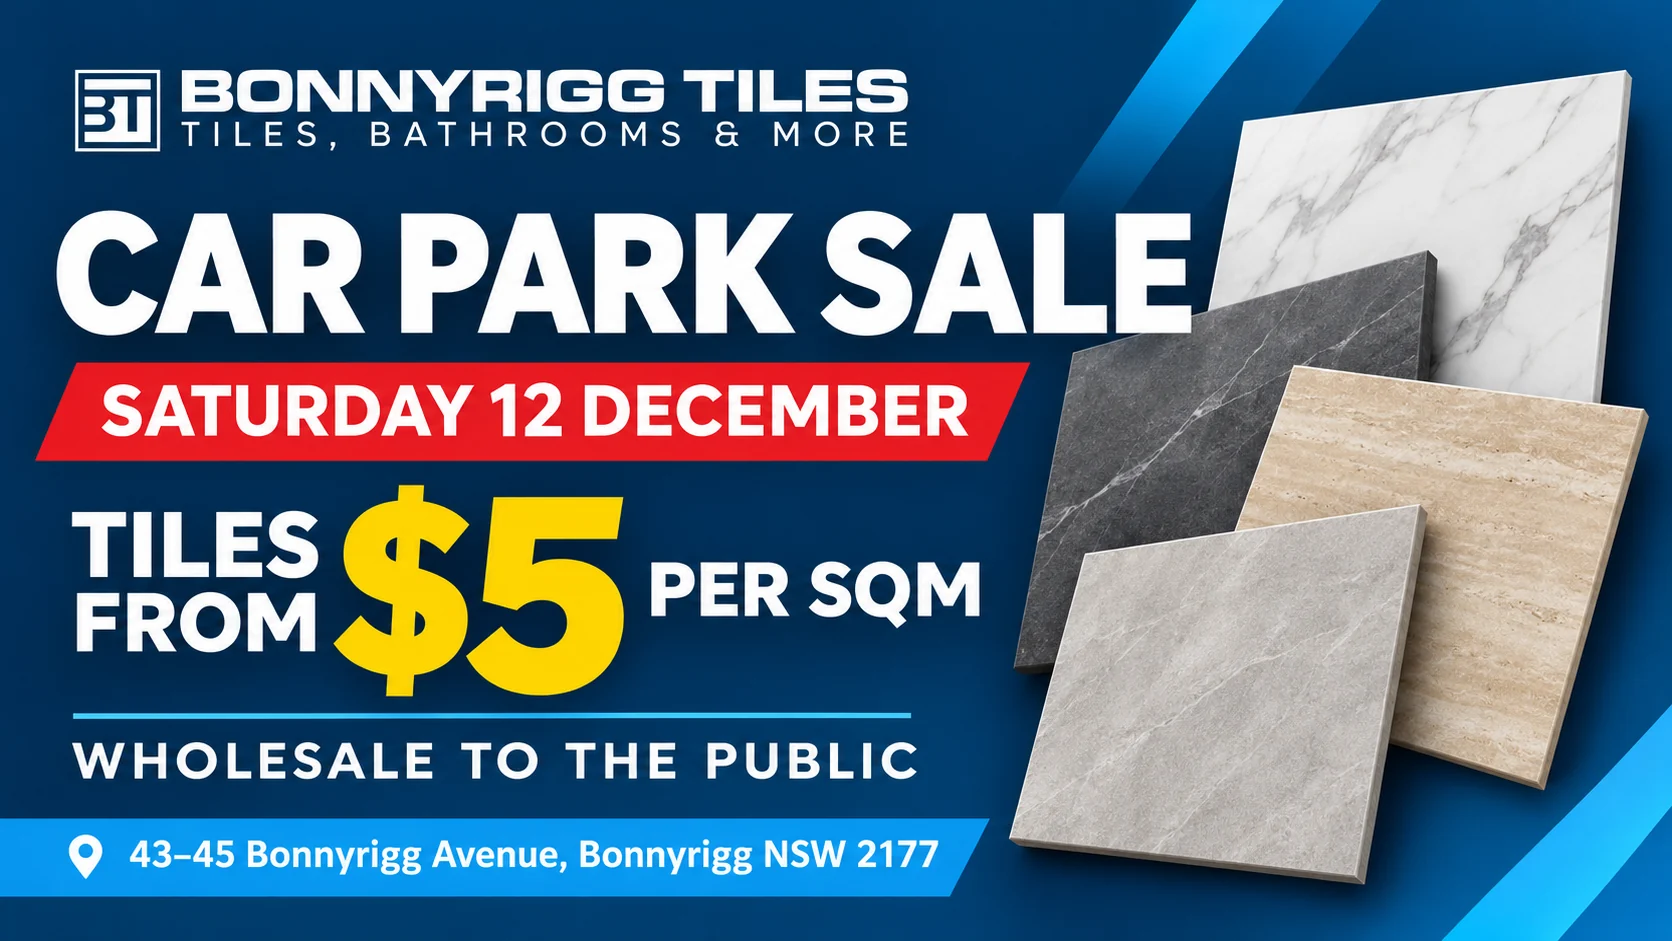 BT
BONNYRIGG TILES
TILES, BATHROOMS & MORE
CAR PARK SALE
SATURDAY 12 DECEMBER
TILES FROM $5 PER SQM
WHOLESALE TO THE PUBLIC
43–45 Bonnyrigg Avenue, Bonnyrigg NSW 2177